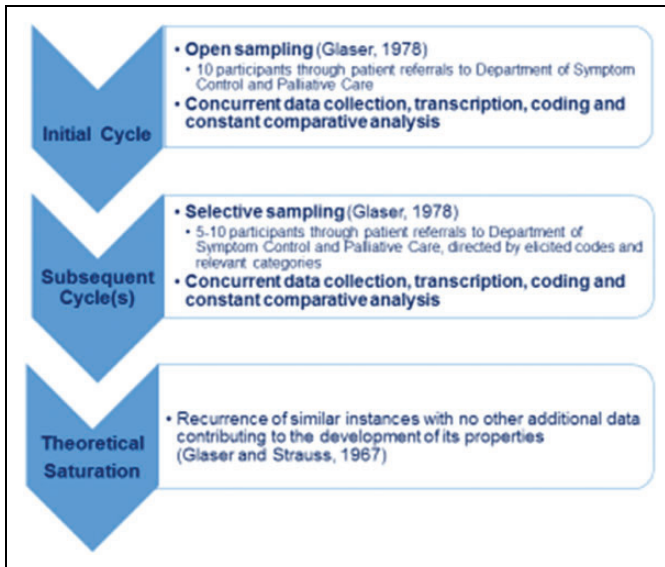 • Open sampling (Glaser, 1978)
• 10 participants through patient referrals to Department of Symptom
Control and Palliative Care
• Concurrent data collection, transcription, coding and
constant comparative analysis
Initial Cycle
• Selective sampling (Glaser, 1978)
• 5-10 participants through patient referrals to Department of
Symptom Control and Palliative Care, directed by elicited codes and
relevant categories
• Concurrent data collection, transcription, coding and
constant comparative analysis
Subsequent
Cycle(s)
• Recurrence of similar instances with no other additional data
contributing to the development of its properties
(Glaser and Strauss, 1967)
Theoretical
Saturation